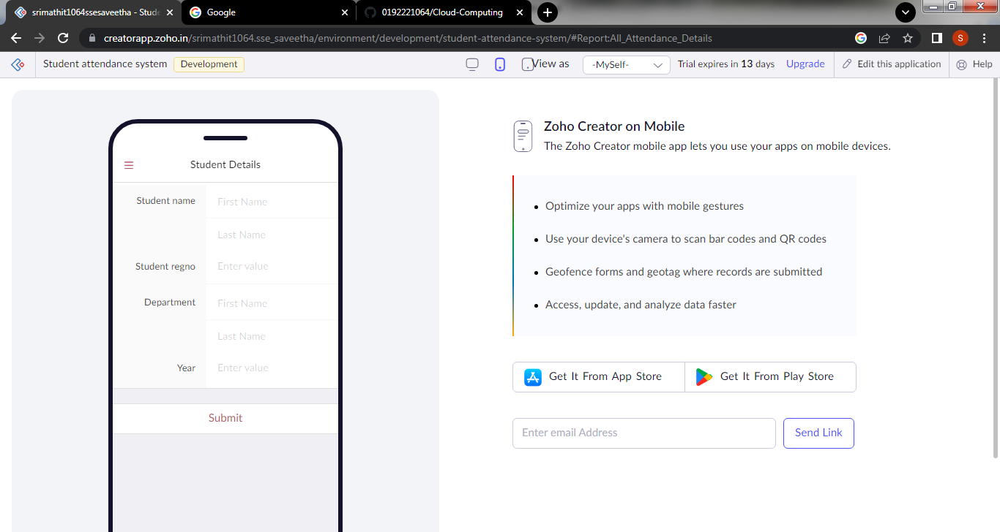 srimathit1064ssesaveetha - Stude
Google
0192221064/Cloud-Computing
creatorapp.zoho.in/srimathit1064.sse_saveetha/environment/development/student-attendance-system/#Report:All_Attendance_Details
S
Student attendance system
Development
View as
-MySelf-
Trial expires in 13 days
Upgrade
Edit this application
Help
Student Details
Student name
First Name
Last Name
Student regno
Enter value
Department
First Name
Last Name
Year
Enter value
Submit
Zoho Creator on Mobile
The Zoho Creator mobile app lets you use your apps on mobile devices.
Optimize your apps with mobile gestures
Use your device's camera to scan bar codes and QR codes
Geofence forms and geotag where records are submitted
Access, update, and analyze data faster
Get It From App Store
Get It From Play Store
Enter email Address
Send Link